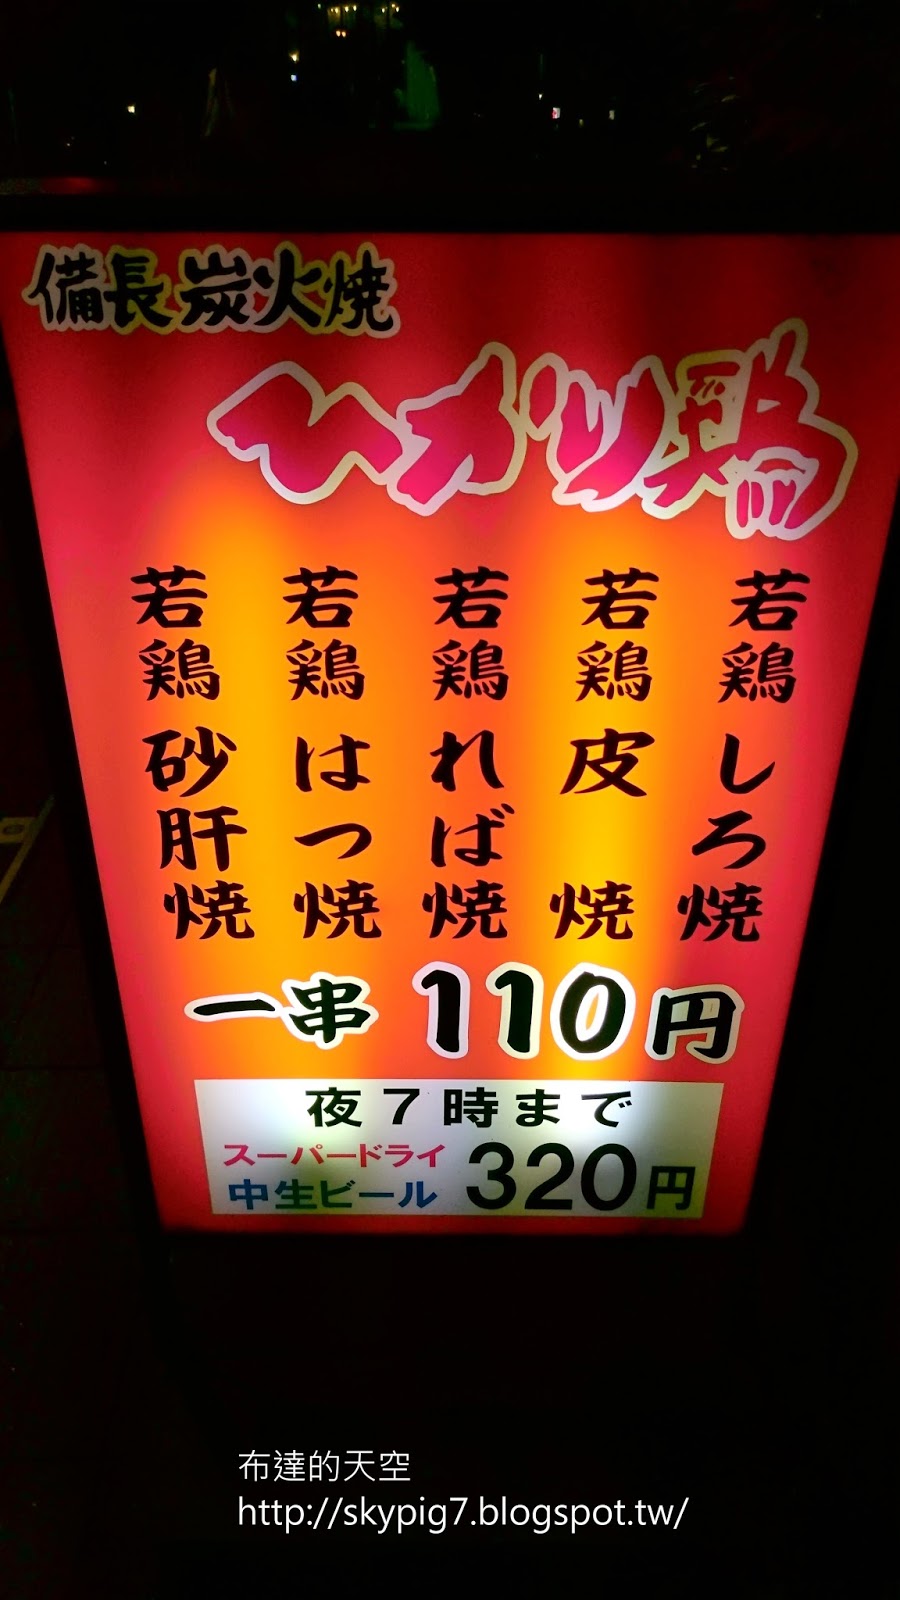 備長炭火焼
ひかり鶏
若鶏しろ焼
若鶏皮焼
若鶏ればば焼
若鶏はつ焼
若鶏砂肝焼
一串110円
夜7時まで
スーパードライ
中生ビール 320円
布達的天空
http://skypig7.blogspot.tw/